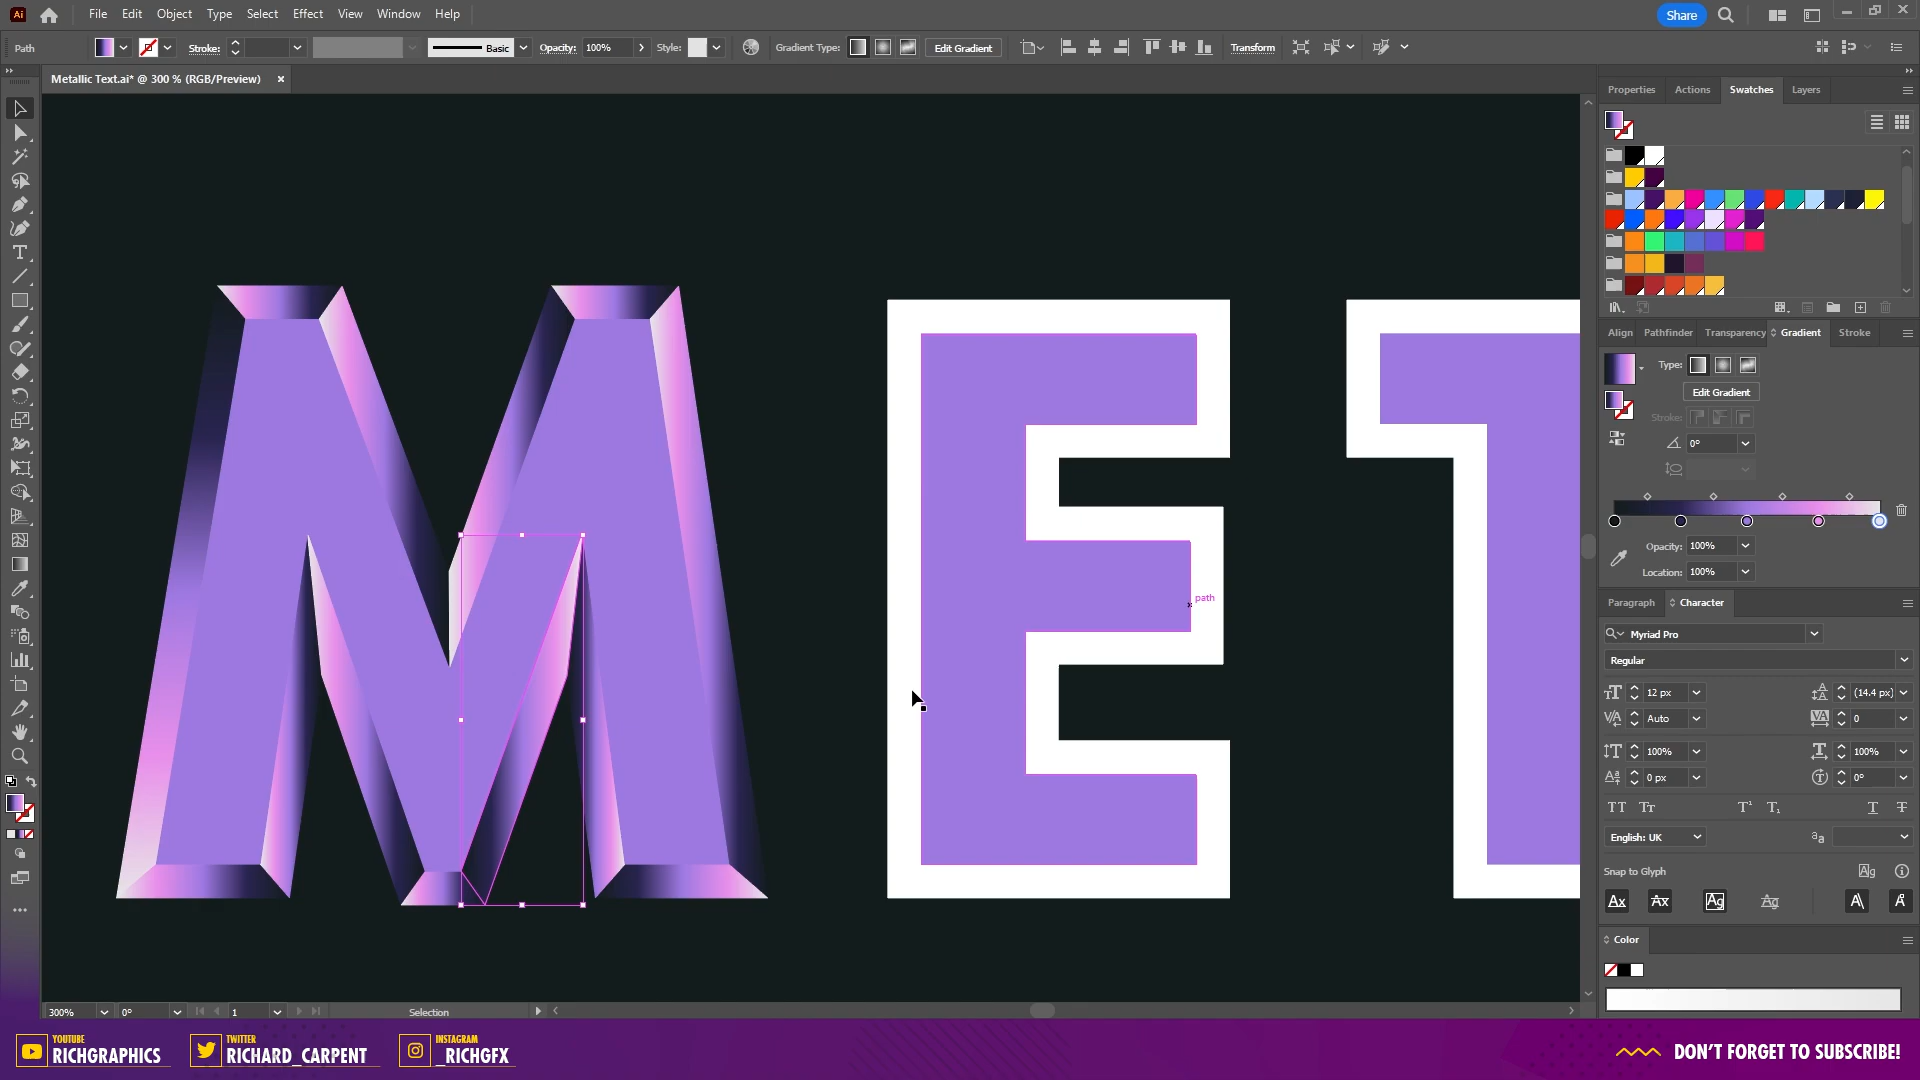 Ai File Edit Object Type Select Effect View Window Help Share
Path Stroke: Basic Opacity: 100% Style: Gradient Type: Edit Gradient Transform
Metallic Text.ai* @ 300 % (RGB/Preview) ×
Properties Actions Swatches Layers
Align Pathfinder Transparency Gradient Stroke
Type:
Edit Gradient
Stroke:
0°
Opacity: 100%
Location: 100%
path
Paragraph Character
Myriad Pro
Regular
12 px (14.4 px)
Auto 0
100% 100%
0 px 0°
English: UK
Snap to Glyph
Color
300% 0° 1 Selection
YOUTUBE
RICHGRAPHICS
TWITTER
RICHARD_CARPENT
INSTAGRAM
_RICHGFX
DON'T FORGET TO SUBSCRIBE!
M E T